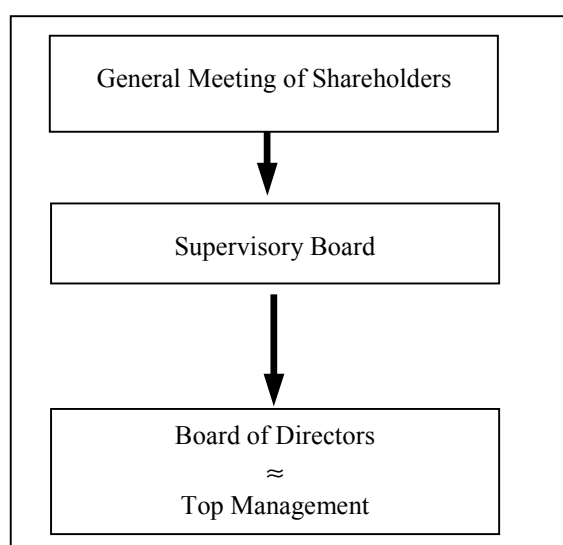 General Meeting of Shareholders
Supervisory Board
Board of Directors
≈
Top Management